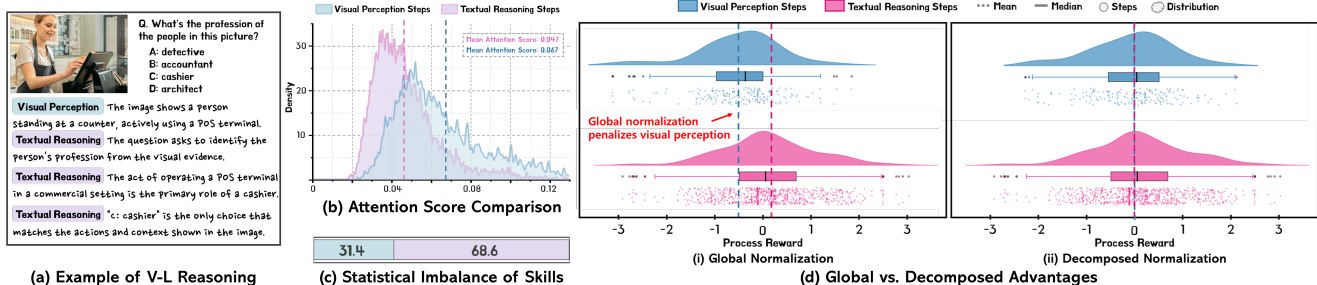 Q. What's the profession of
the people in this picture?
A: detective
B: accountant
C: cashier
D: architect
Visual Perception The image shows a person
standing at a counter, actively using a POS terminal.
Textual Reasoning The question asks to identify the
person's profession from the visual evidence.
Textual Reasoning The act of operating a POS terminal
in a commercial setting is the primary role of a cashier.
Textual Reasoning "C: cashier" is the only choice that
matches the actions and context shown in the image.
(a) Example of V-L Reasoning
Visual Perception Steps
Textual Reasoning Steps
Mean Attention Score: 0.047
Mean Attention Score: 0.067
Density
30
20
10
0
0.04
0.08
0.12
(b) Attention Score Comparison
31.4
68.6
(c) Statistical Imbalance of Skills
Visual Perception Steps
Textual Reasoning Steps
Mean
Median
Steps
Distribution
Global normalization
penalizes visual perception
-3 -2 -1 0 1 2 3
Process Reward
(i) Global Normalization
-3 -2 -1 0 1 2 3
Process Reward
(ii) Decomposed Normalization
(d) Global vs. Decomposed Advantages